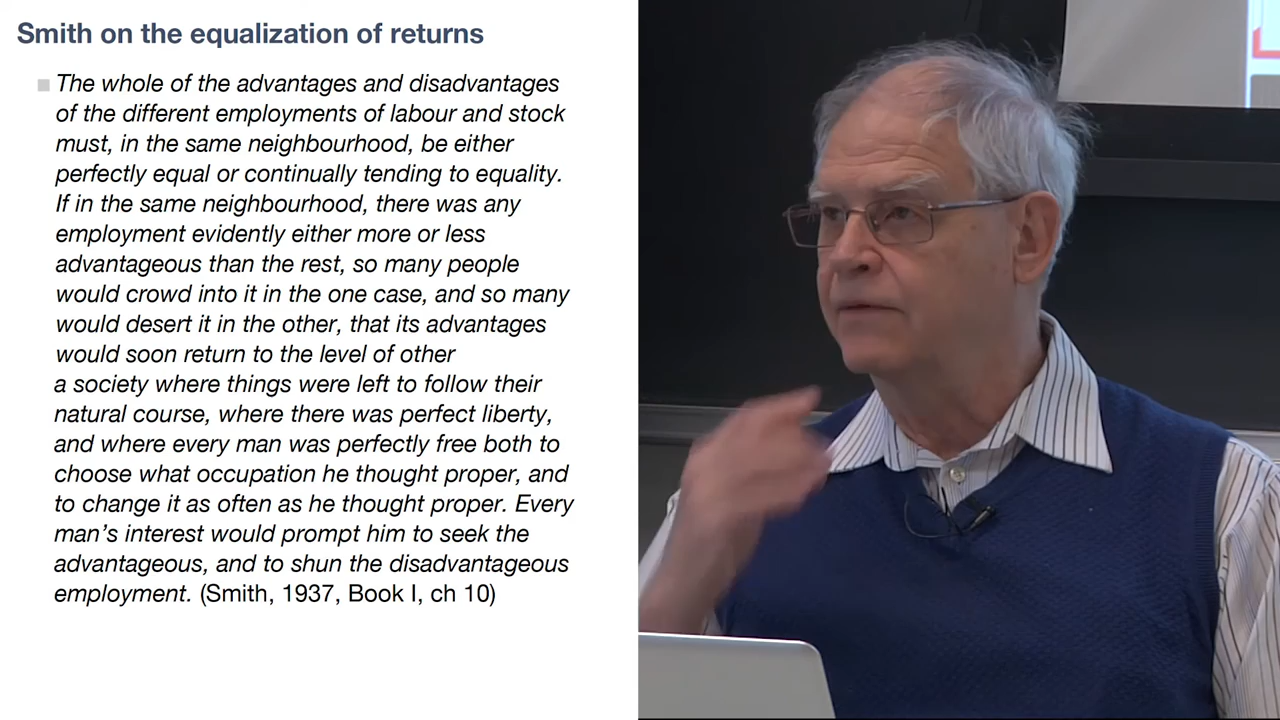 Smith on the equalization of returns
The whole of the advantages and disadvantages
of the different employments of labour and stock
must, in the same neighbourhood, be either
perfectly equal or continually tending to equality.
If in the same neighbourhood, there was any
employment evidently either more or less
advantageous than the rest, so many people
would crowd into it in the one case, and so many
would desert it in the other, that its advantages
would soon return to the level of other
a society where things were left to follow their
natural course, where there was perfect liberty,
and where every man was perfectly free both to
choose what occupation he thought proper, and
to change it as often as he thought proper. Every
man’s interest would prompt him to seek the
advantageous, and to shun the disadvantageous
employment. (Smith, 1937, Book I, ch 10)